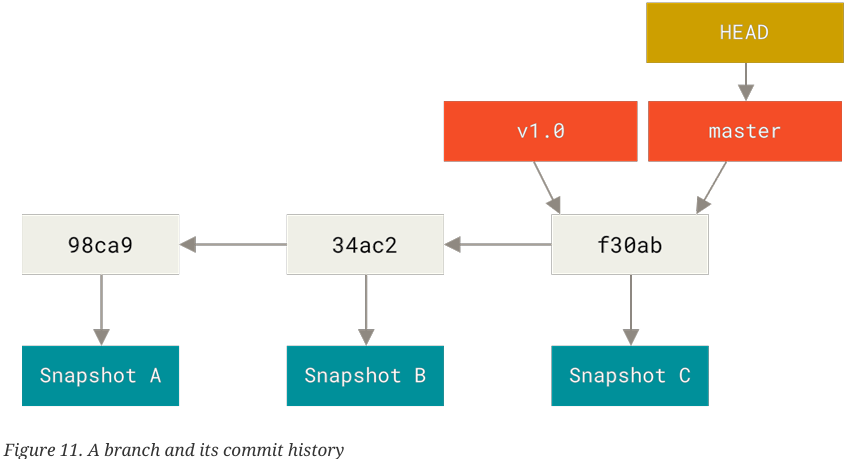 HEAD
v1.0 master
98ca9 34ac2 f30ab
Snapshot A Snapshot B Snapshot C
Figure 11. A branch and its commit history